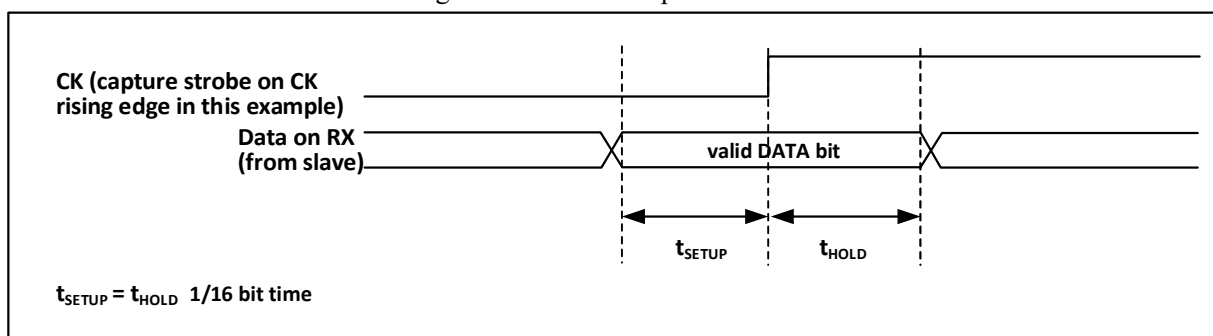 CK (capture strobe on CK
rising edge in this example)
Data on RX
(from slave)
valid DATA bit
tSETUP
tHOLD
tSETUP = tHOLD 1/16 bit time